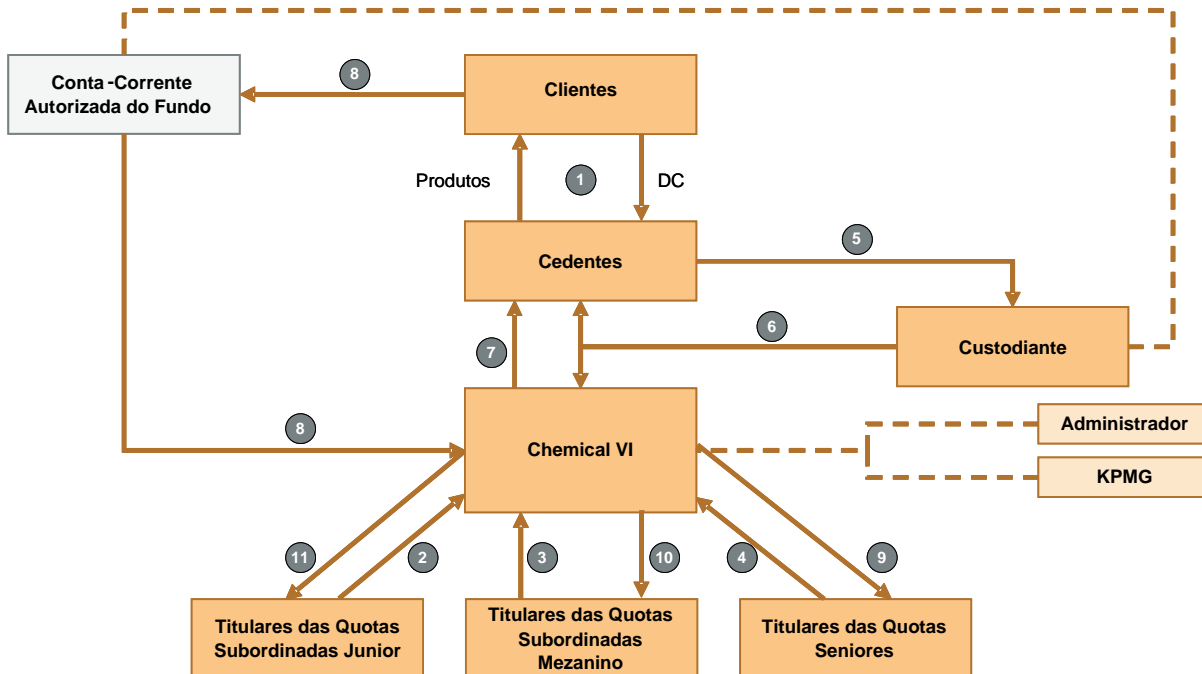 Conta -Corrente
Autorizada do Fundo
8
Clientes
Produtos
1
DC
Cedentes
5
7
6
Custodiante
8
Chemical VI
Administrador
KPMG
11
2
3
10
4
9
Titulares das Quotas
Subordinadas Junior
Titulares das Quotas
Subordinadas
Mezanino
Titulares das Quotas
Seniores